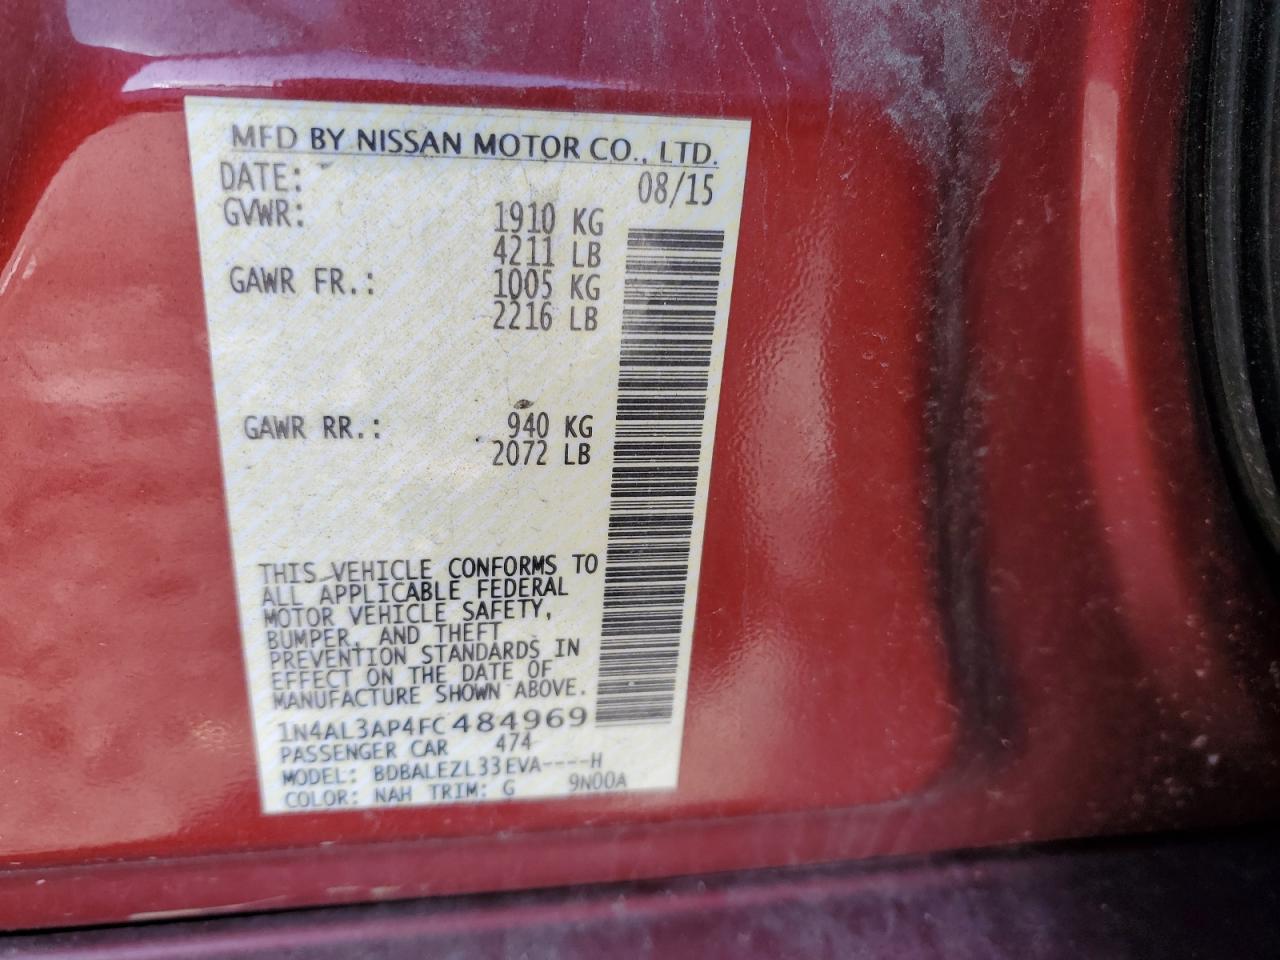 MFD BY NISSAN MOTOR CO., LTD.
DATE: 08/15
GVWR: 1910 KG
4211 LB
GAWR FR.: 1005 KG
2216 LB
GAWR RR.: 940 KG
2072 LB
THIS VEHICLE CONFORMS TO
ALL APPLICABLE FEDERAL
MOTOR VEHICLE SAFETY,
BUMPER, AND THEFT
PREVENTION STANDARDS IN
EFFECT ON THE DATE OF
MANUFACTURE SHOWN ABOVE.
1N4AL3AP4FC484969
PASSENGER CAR 474
MODEL: BDBALEZL33EVA----H
COLOR: NAH TRIM: G 9N00A